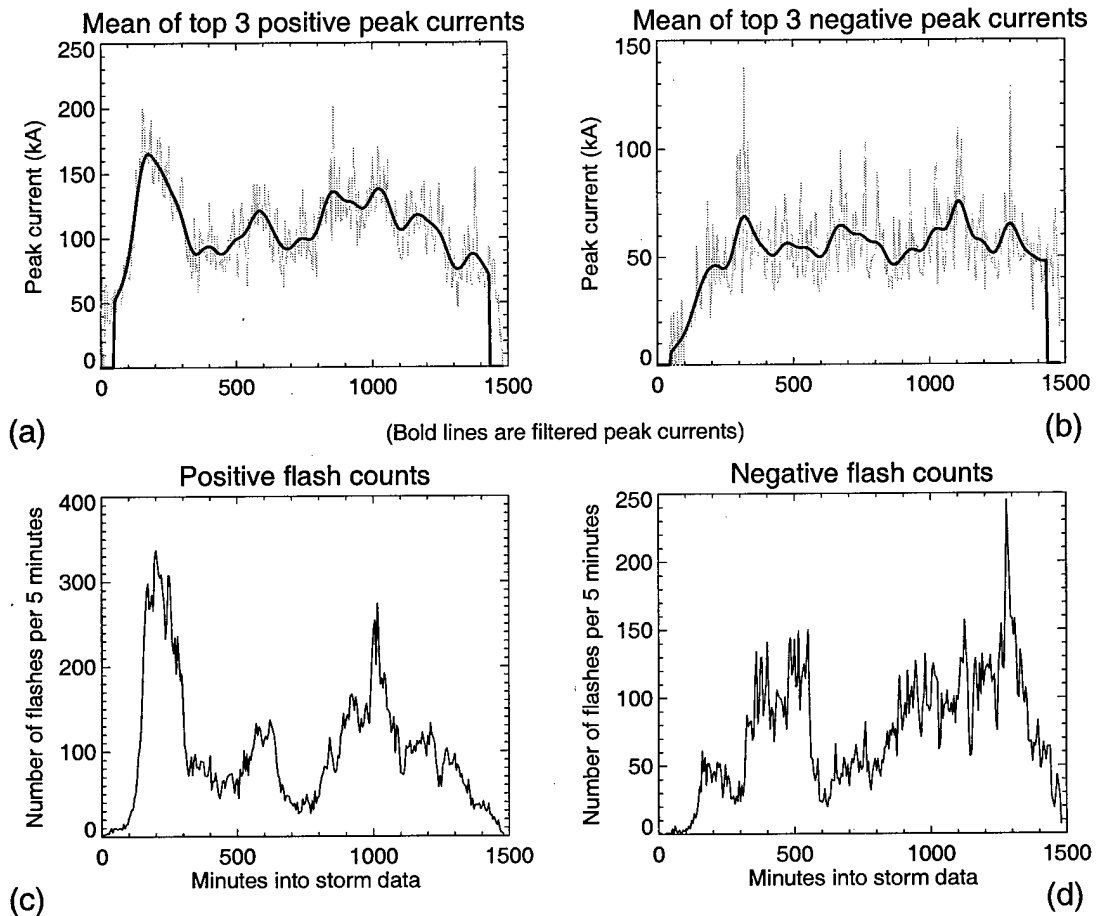 Mean of top 3 positive peak currents
Mean of top 3 negative peak currents
250
200
150
100
50
0
Peak current (kA)
0
500
1000
1500
150
100
50
0
Peak current (kA)
0
500
1000
1500
(a)
(Bold lines are filtered peak currents)
(b)
Positive flash counts
Negative flash counts
400
300
200
100
0
Number of flashes per 5 minutes
0
500
1000
1500
Minutes into storm data
250
200
150
100
50
0
Number of flashes per 5 minutes
0
500
1000
1500
Minutes into storm data
(c)
(d)